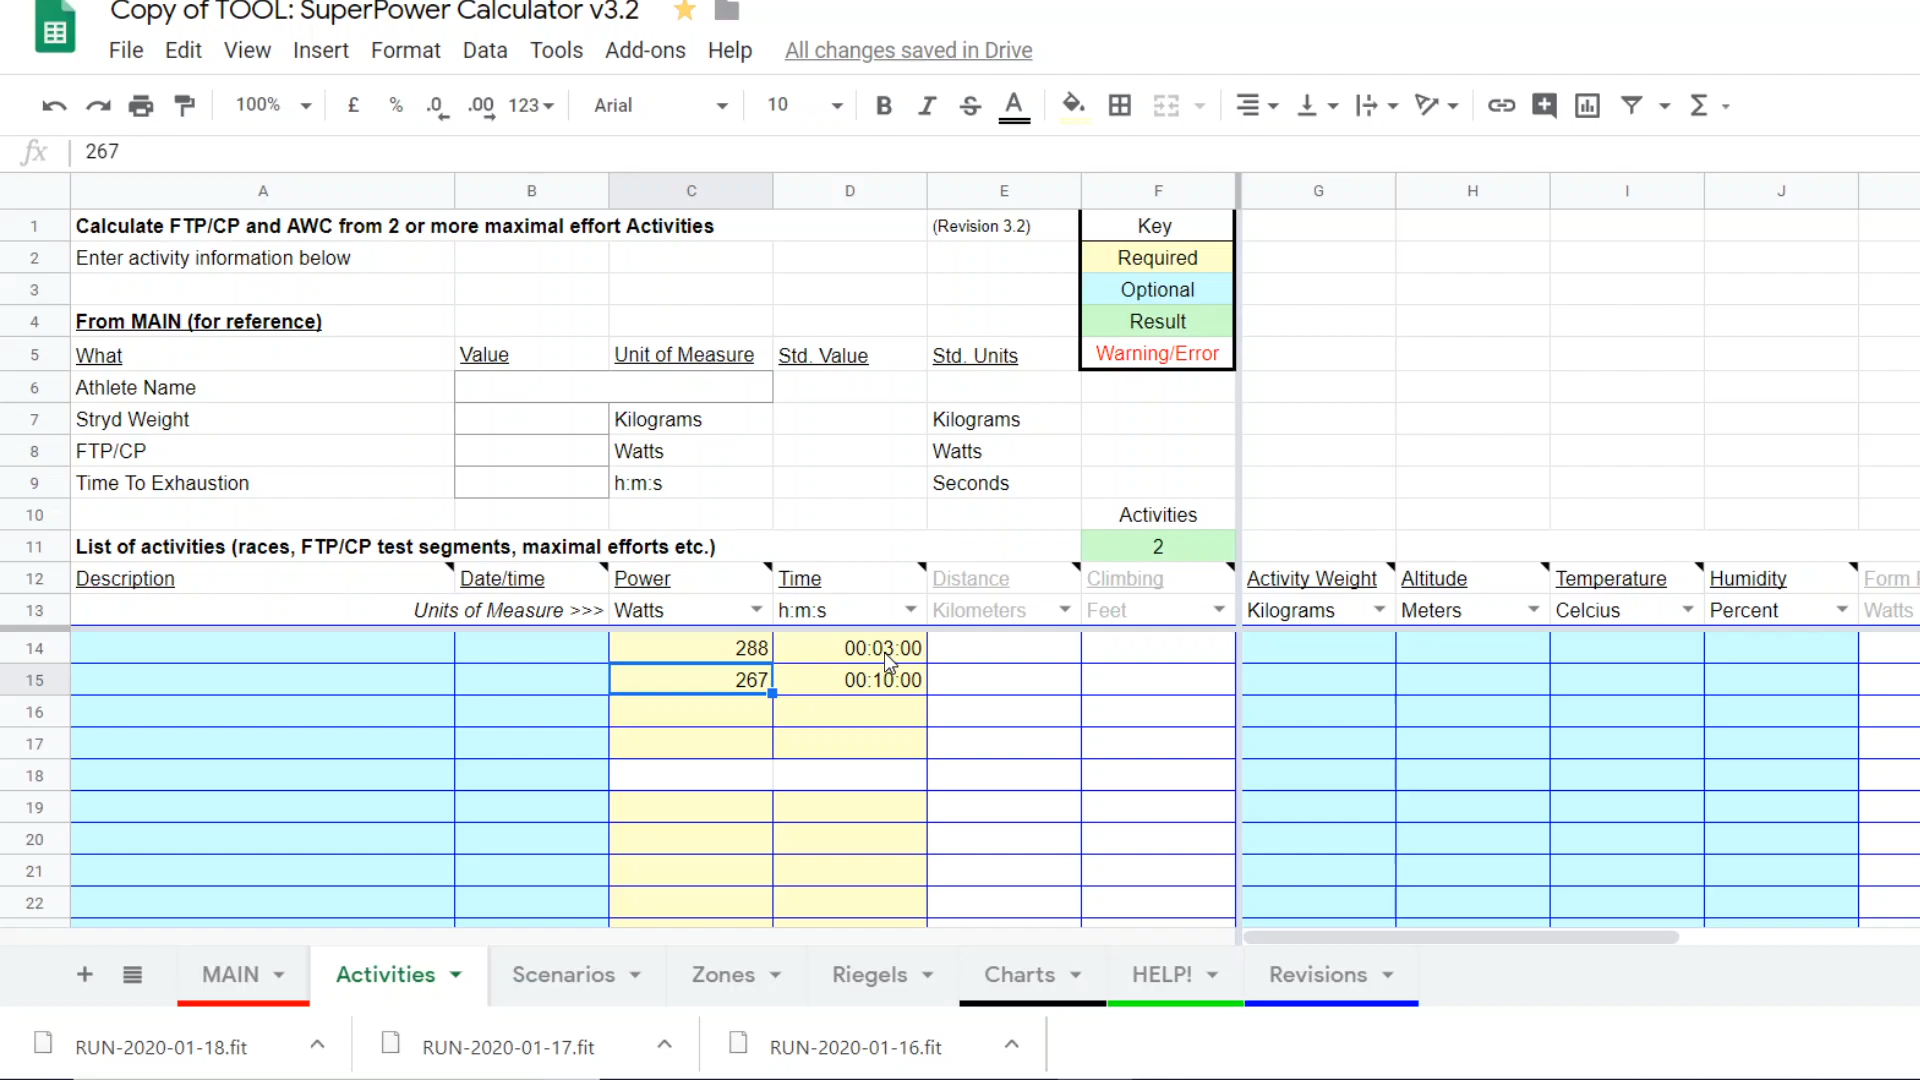 Copy of TOOL: SuperPower Calculator v3.2
File Edit View Insert Format Data Tools Add-ons Help All changes saved in Drive
100% £ % .0 .00 123 Arial 10 B I S A Σ
fx 267
A B C D E F G H I J
1 Calculate FTP/CP and AWC from 2 or more maximal effort Activities (Revision 3.2) Key
2 Enter activity information below Required
3 Optional
4 From MAIN (for reference) Result
5 What Value Unit of Measure Std. Value Std. Units Warning/Error
6 Athlete Name
7 Stryd Weight Kilograms Kilograms
8 FTP/CP Watts Watts
9 Time To Exhaustion h:m:s Seconds
10 Activities
11 List of activities (races, FTP/CP test segments, maximal efforts etc.) 2
12 Description Date/time Power Time Distance Climbing Activity Weight Altitude Temperature Humidity Form
13 Units of Measure >>> Watts h:m:s Kilometers Feet Kilograms Meters Celcius Percent Watts
14 288 00:03:00
15 267 00:10:00
16
17
18
19
20
21
22
+ MAIN Activities Scenarios Zones Riegels Charts HELP! Revisions
RUN-2020-01-18.fit RUN-2020-01-17.fit RUN-2020-01-16.fit